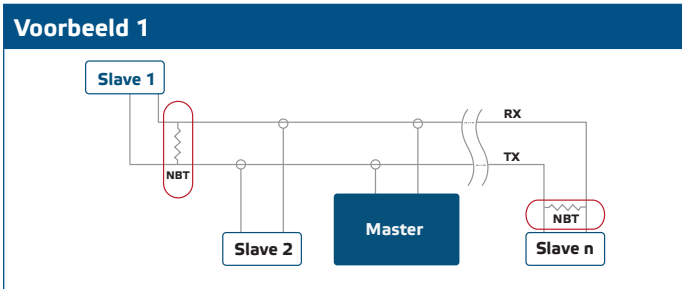 Voorbeeld 1
Slave 1
RX
TX
NBT
Master
NBT
Slave 2
Slave n